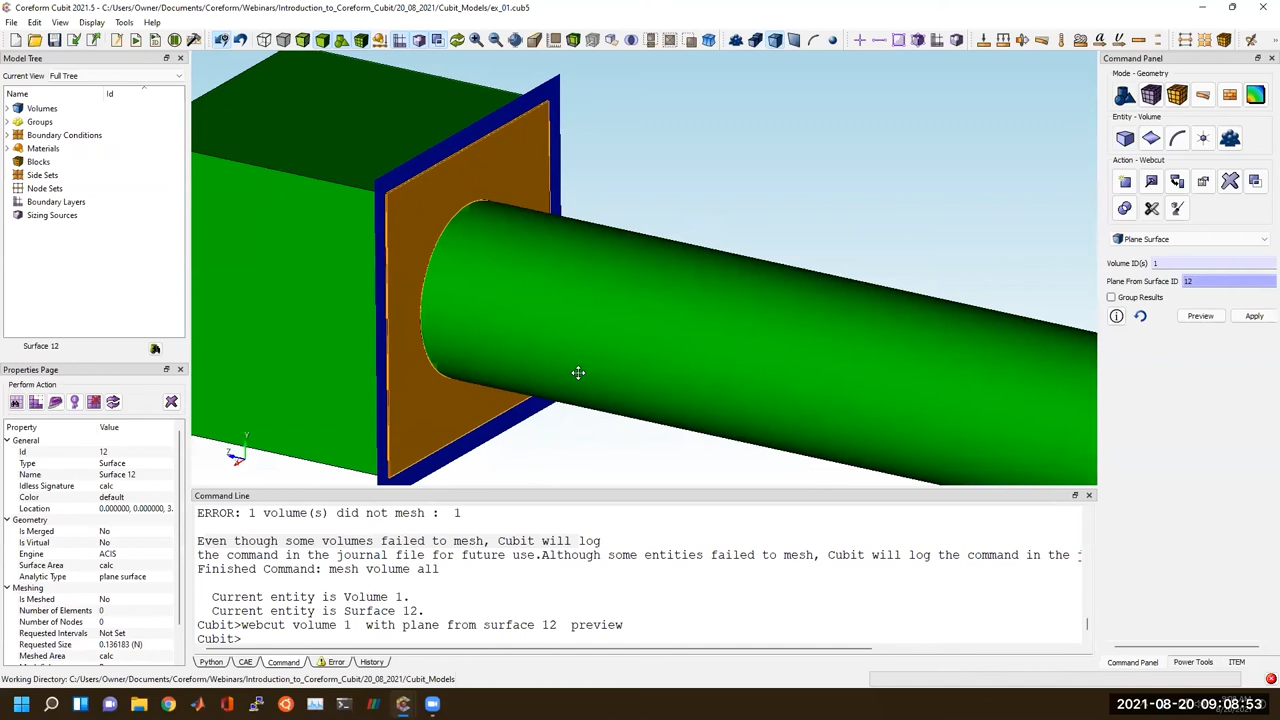 Coreform Cubit 2021.5 - C:/Users/Owner/Documents/Coreform/Webinars/Introduction_to_Coreform_Cubit/20_08_2021/Cubit_Models/ex_01.cub5
File Edit View Display Tools Help
Model Tree
Current View Full Tree
Name Id
Volumes
Groups
Boundary Conditions
Materials
Blocks
Side Sets
Node Sets
Boundary Layers
Sizing Sources
Surface 12
Properties Page
Perform Action
Property Value
General
Id 12
Type Surface
Name Surface 12
Idless Signature calc
Color default
Location 0.000000, 0.000000, 3.
Geometry
Is Merged No
Is Virtual No
Engine ACIS
Surface Area calc
Analytic Type plane surface
Meshing
Is Meshed No
Number of Elements 0
Number of Nodes 0
Requested Intervals Not Set
Requested Size 0.136183 (N)
Meshed Area calc
Y
Z
Command Line
ERROR: 1 volume(s) did not mesh : 1
Even though some volumes failed to mesh, Cubit will log
the command in the journal file for future use.Although some entities failed to mesh, Cubit will log the command in the
Finished Command: mesh volume all
Current entity is Volume 1.
Current entity is Surface 12.
Cubit>webcut volume 1 with plane from surface 12 preview
Cubit>
Python CAE Command Error History
Command Panel
Mode - Geometry
Entity - Volume
Action - Webcut
Plane Surface
Volume ID(s) 1
Plane From Surface ID 12
Group Results
Preview Apply
Command Panel Power Tools ITEM
Working Directory: C:/Users/Owner/Documents/Coreform/Webinars/Introduction_to_Coreform_Cubit/20_08_2021/Cubit_Models
2021-08-20 09:08:53